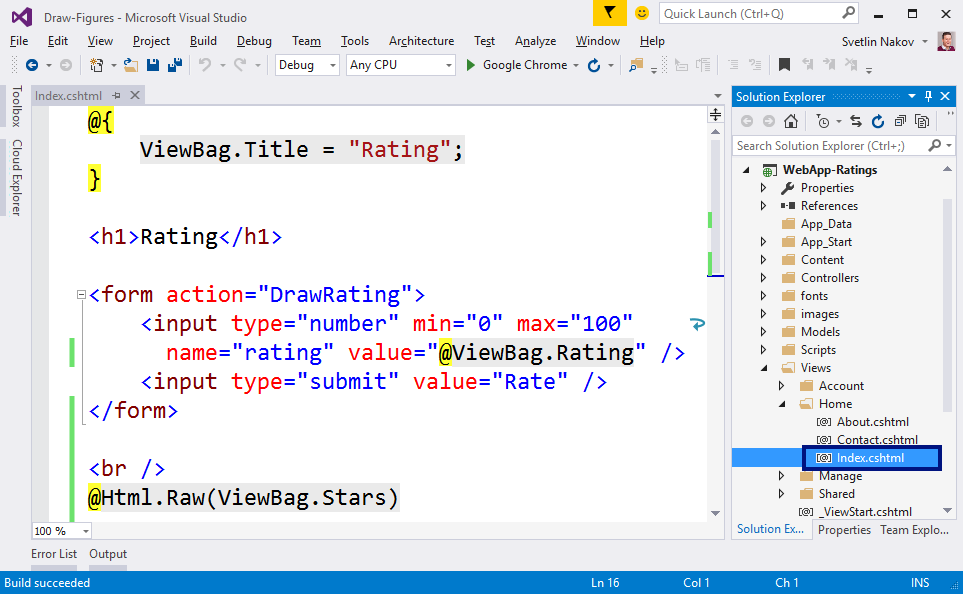 Draw-Figures - Microsoft Visual Studio
Quick Launch (Ctrl+Q)
File Edit View Project Build Debug Team Tools Architecture Test Analyze Window Help
Svetlin Nakov
Debug Any CPU Google Chrome
Toolbox
Cloud Explorer
Index.cshtml
@{
ViewBag.Title = "Rating";
}
<h1>Rating</h1>
<form action="DrawRating">
<input type="number" min="0" max="100"
name="rating" value="@ViewBag.Rating" />
<input type="submit" value="Rate" />
</form>
<br />
@Html.Raw(ViewBag.Stars)
100 %
Solution Explorer
Search Solution Explorer (Ctrl+;)
WebApp-Ratings
Properties
References
App_Data
App_Start
Content
Controllers
fonts
images
Models
Scripts
Views
Account
Home
[@] About.cshtml
[@] Contact.cshtml
[@] Index.cshtml
Manage
Shared
[@] _ViewStart.cshtml
Solution Ex... Properties Team Explo...
Error List Output
Build succeeded Ln 16 Col 1 Ch 1 INS